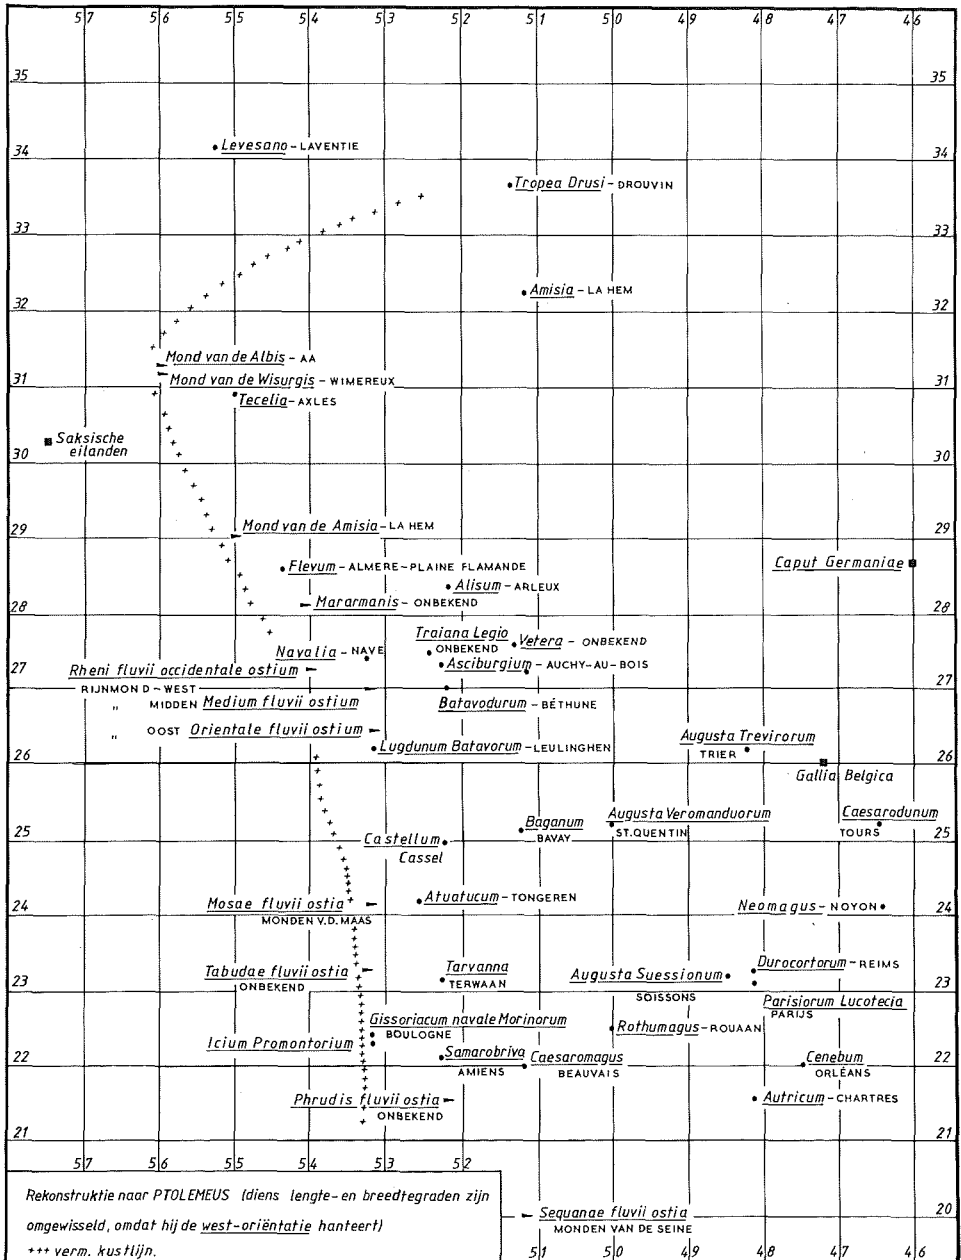 57 56 55 54 53 52 51 50 49 48 47 46
35 35
Levesano - LAVENTIE
34 34
Tropea Drusi - DROUVIN
33 33
Amisia - LA HEM
32 32
Mond van de Albis - AA
31 31
Mond van de Wisurgis - WIMEREUX
Tecelia - AXLES
Saksische
eilanden
30 30
Mond van de Amisia - LA HEM
29 29
Flevum - ALMERE - PLAINE FLAMANDE
Caput Germaniae
Alisum - ARLEUX
Mararmanis - ONBEKEND
28 28
Traiana Legio
ONBEKEND
Vetera - ONBEKEND
Navalia - NAVE
Asciburgium - AUCHY-AU-BOIS
Rheni fluvii occidentale ostium
27 27
RIJNMOND - WEST
„ MIDDEN Medium fluvii ostium
Batavodurum - BÉTHUNE
„ OOST Orientale fluvii ostium
Lugdunum Batavorum - LEULINGHEN
Augusta Trevirorum
TRIER
26 26
Gallia Belgica
Baganum
BAVAY
Augusta Veromanduorum
ST. QUENTIN
Caesarodunum
TOURS
25 25
Castellum
Cassel
Atuatucum - TONGEREN
Mosae fluvii ostia
MONDEN V.D. MAAS
Neomagus - NOYON
24 24
Tabudae fluvii ostia
ONBEKEND
Tarvanna
TERWAAN
Augusta Suessionum
SOISSONS
Durocortorum - REIMS
23 23
Parisiorum Lucotecia
PARIJS
Gissoriacum navale Morinorum
BOULOGNE
Rothumagus - ROUAAN
Icium Promontorium
Samarobriva
AMIENS
Caesaromagus
BEAUVAIS
Cenebum
ORLÉANS
22 22
Phrudis fluvii ostia
ONBEKEND
Autricum - CHARTRES
21 21
57 56 55 54 53 52
Rekonstruktie naar PTOLEMEUS (diens lengte- en breedtegraden zijn
omgewisseld, omdat hij de west-oriëntatie hanteert)
+++ verm. kustlijn.
Sequanae fluvii ostia
MONDEN VAN DE SEINE
20
51 50 49 48 47 46